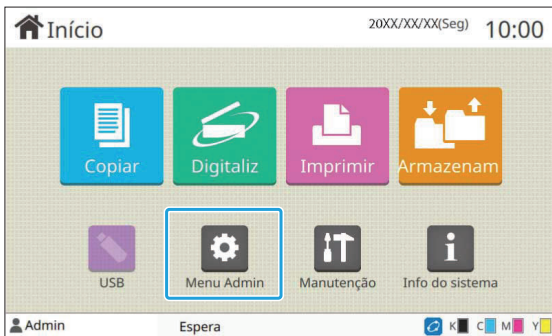 Início 20XX/XX/XX(Seg) 10:00
Copiar Digitaliz Imprimir Armazenam
USB Menu Admin Manutenção Info do sistema
Admin Espera K C M Y